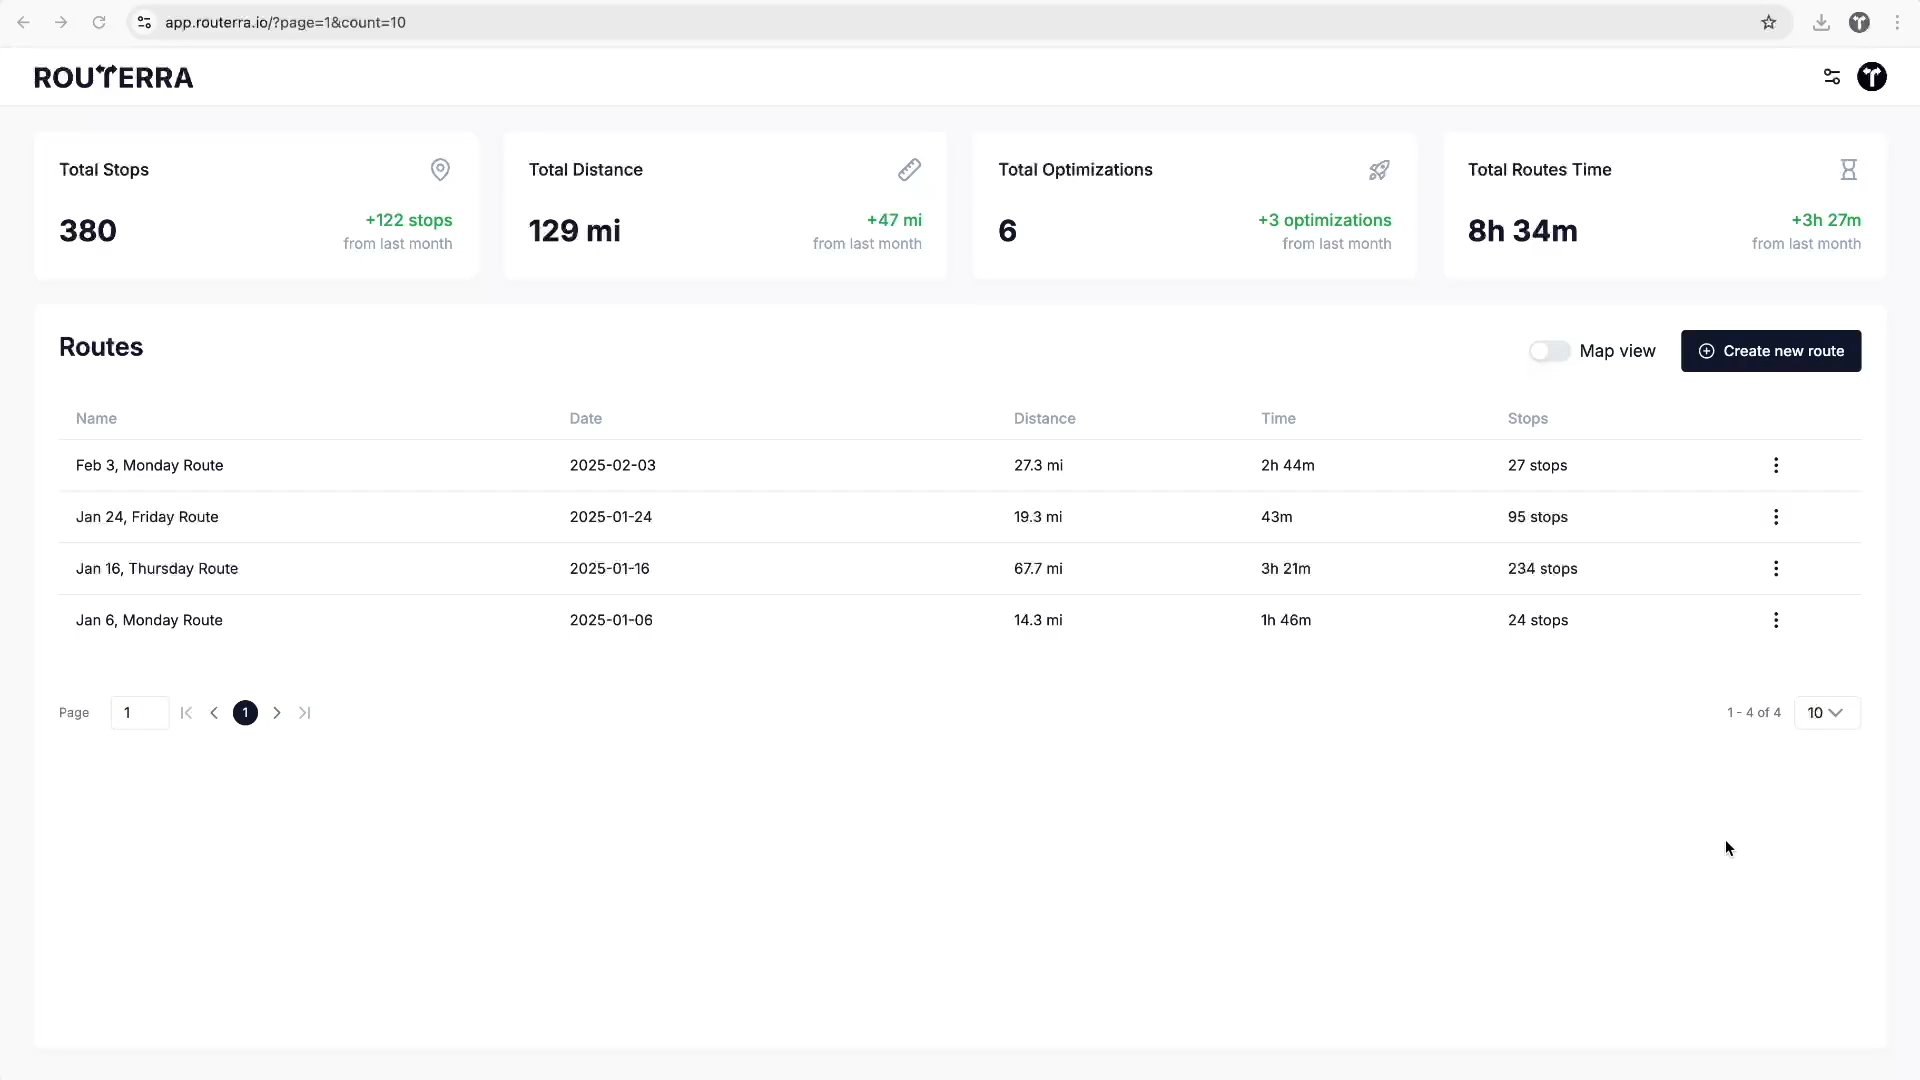 app.routerra.io/?page=1&count=10
ROUTERRA
Total Stops
380
+122 stops
from last month
Total Distance
129 mi
+47 mi
from last month
Total Optimizations
6
+3 optimizations
from last month
Total Routes Time
8h 34m
+3h 27m
from last month
Routes
Map view
Create new route
Name Date Distance Time Stops
Feb 3, Monday Route 2025-02-03 27.3 mi 2h 44m 27 stops
Jan 24, Friday Route 2025-01-24 19.3 mi 43m 95 stops
Jan 16, Thursday Route 2025-01-16 67.7 mi 3h 21m 234 stops
Jan 6, Monday Route 2025-01-06 14.3 mi 1h 46m 24 stops
Page 1 1 1 - 4 of 4 10